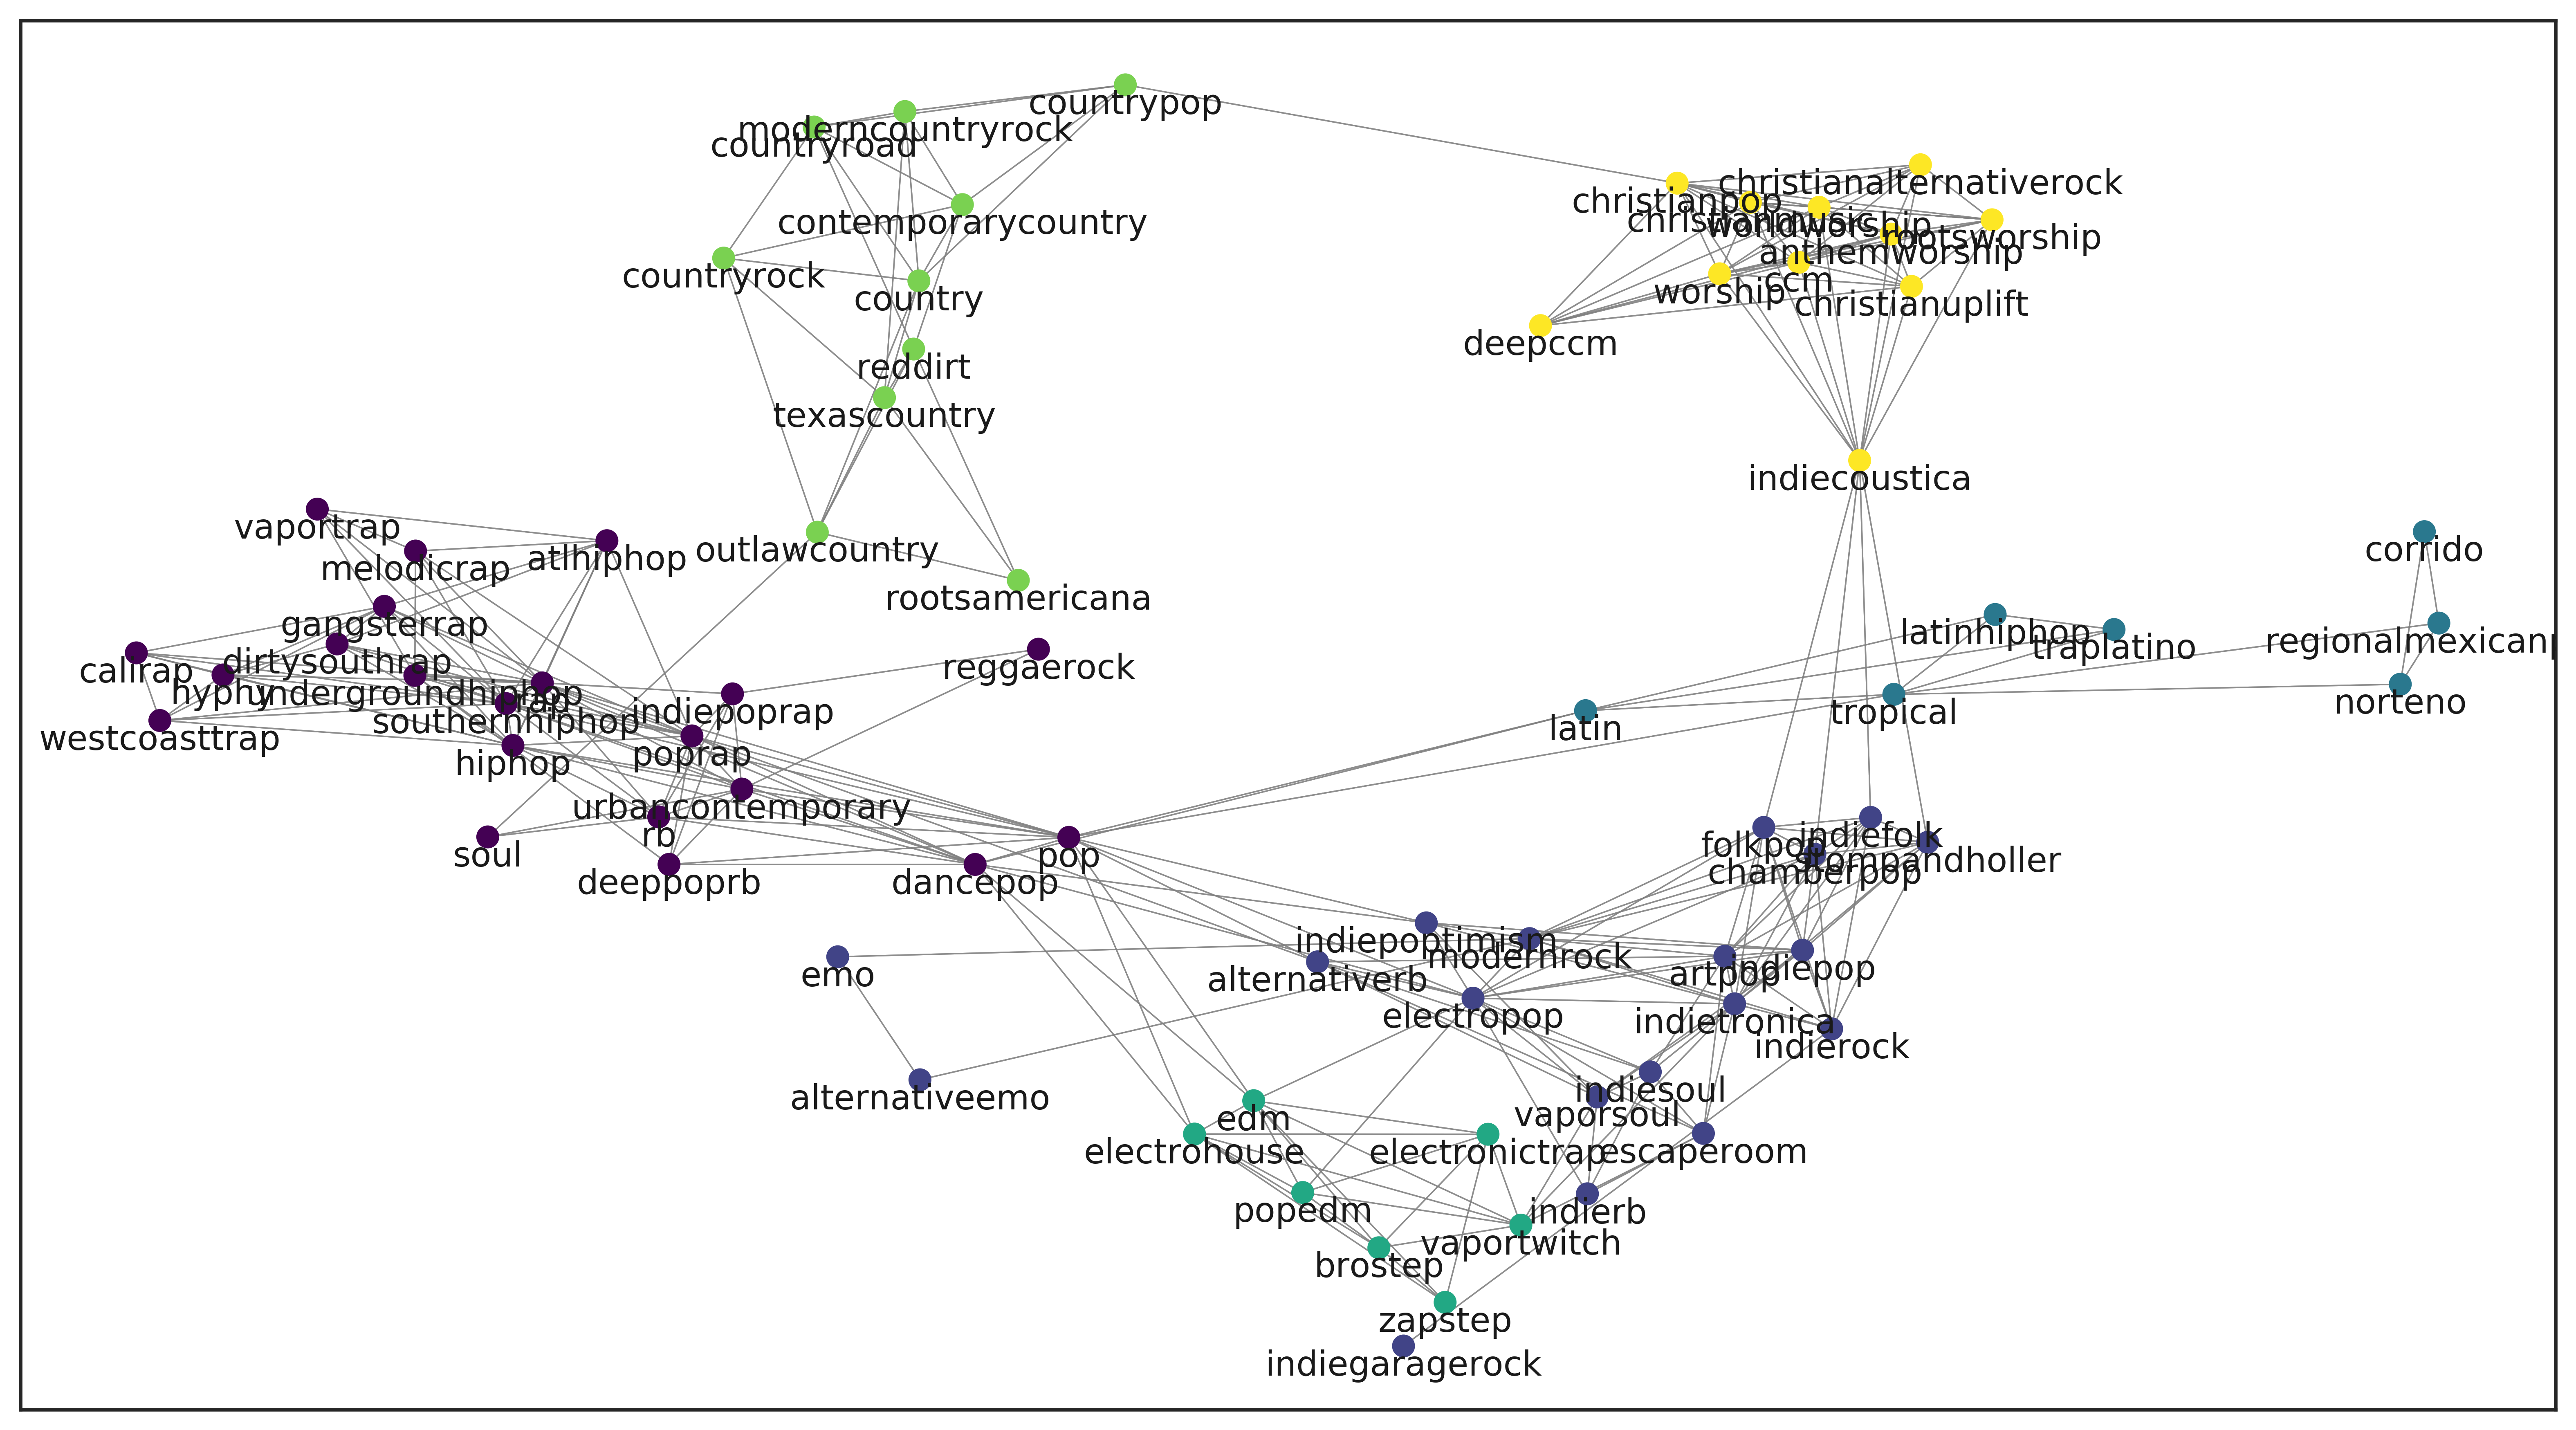 countrypop
moderncountryrock
countryroad
christianalternativerock
christianpop
christianmusic
worldworship
contemporarycountry
rootsworship
anthemworship
countryrock
ccm
worship
country
christianuplift
deepccm
reddirt
texascountry
indiecoustica
vaportrap
atlhiphop
outlawcountry
corrido
melodicrap
rootsamericana
gangsterrap
latinhiphop
traplatino
regionalmexicanp
dirtysouthrap
calirap
reggaerock
hyphy
undergroundhiphop
rap
norteno
indiepoprap
tropical
southernhiphop
latin
westcoasttrap
poprap
hiphop
urbancontemporary
rb
indiefolk
folkpop
soul
pop
stompandholler
chamberpop
deeppoprb
dancepop
indiepoptimism
modernrock
emo
alternativerb
artpop
indiepop
electropop
indietronica
indierock
alternativeemo
indiesoul
edm
vaporsoul
electrohouse
electronictrap
escaperoom
popedm
indierb
vaportwitch
brostep
zapstep
indiegaragerock